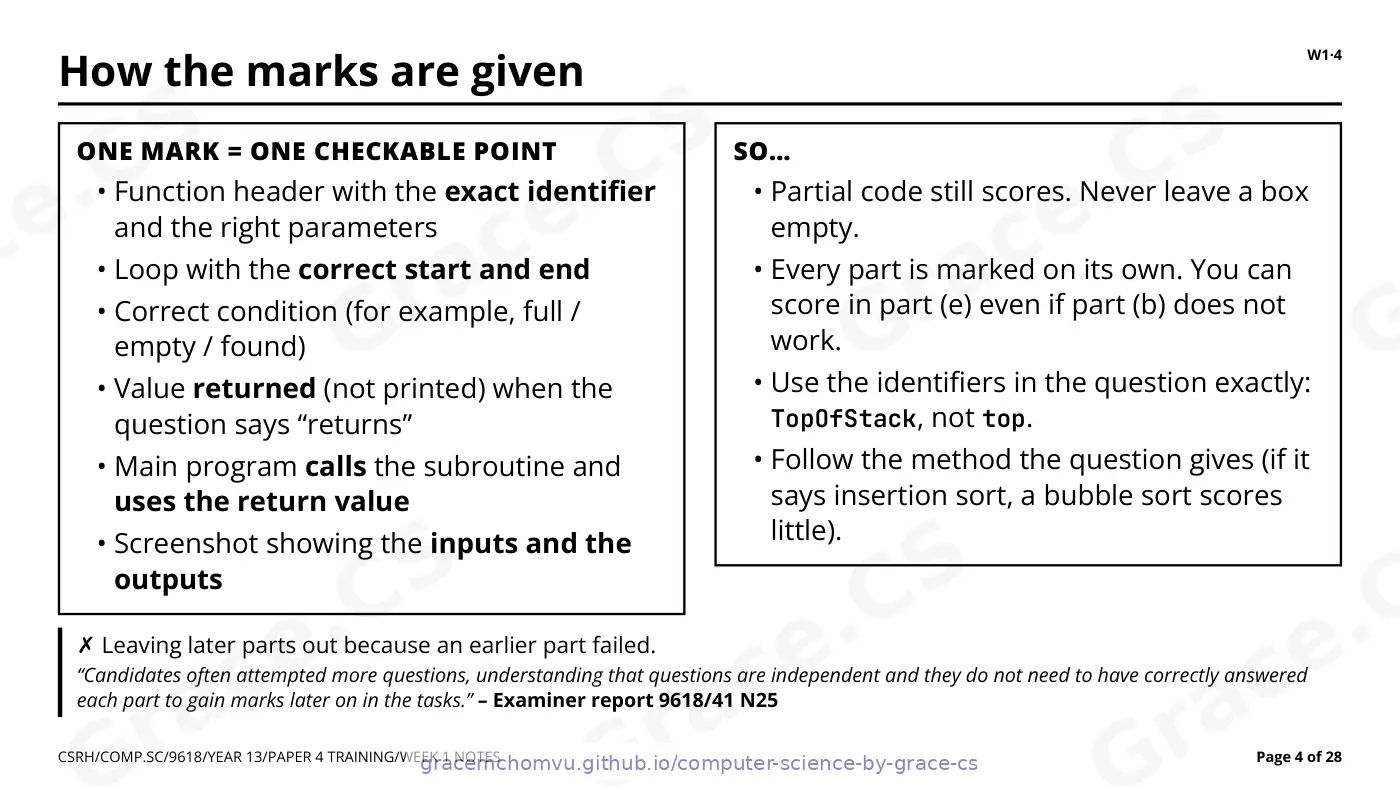 How the marks are given
W1·4
ONE MARK = ONE CHECKABLE POINT
• Function header with the exact identifier
and the right parameters
• Loop with the correct start and end
• Correct condition (for example, full /
empty / found)
• Value returned (not printed) when the
question says “returns”
• Main program calls the subroutine and
uses the return value
• Screenshot showing the inputs and the
outputs
SO…
• Partial code still scores. Never leave a box
empty.
• Every part is marked on its own. You can
score in part (e) even if part (b) does not
work.
• Use the identifiers in the question exactly:
TopOfStack, not top.
• Follow the method the question gives (if it
says insertion sort, a bubble sort scores
little).
✗ Leaving later parts out because an earlier part failed.
“Candidates often attempted more questions, understanding that questions are independent and they do not need to have correctly answered
each part to gain marks later on in the tasks.” – Examiner report 9618/41 N25
CSRH/COMP.SC/9618/YEAR 13/PAPER 4 TRAINING/WEEK 1 NOTES
gracemchomvu.github.io/computer-science-by-grace-cs
Page 4 of 28
Grace.CS